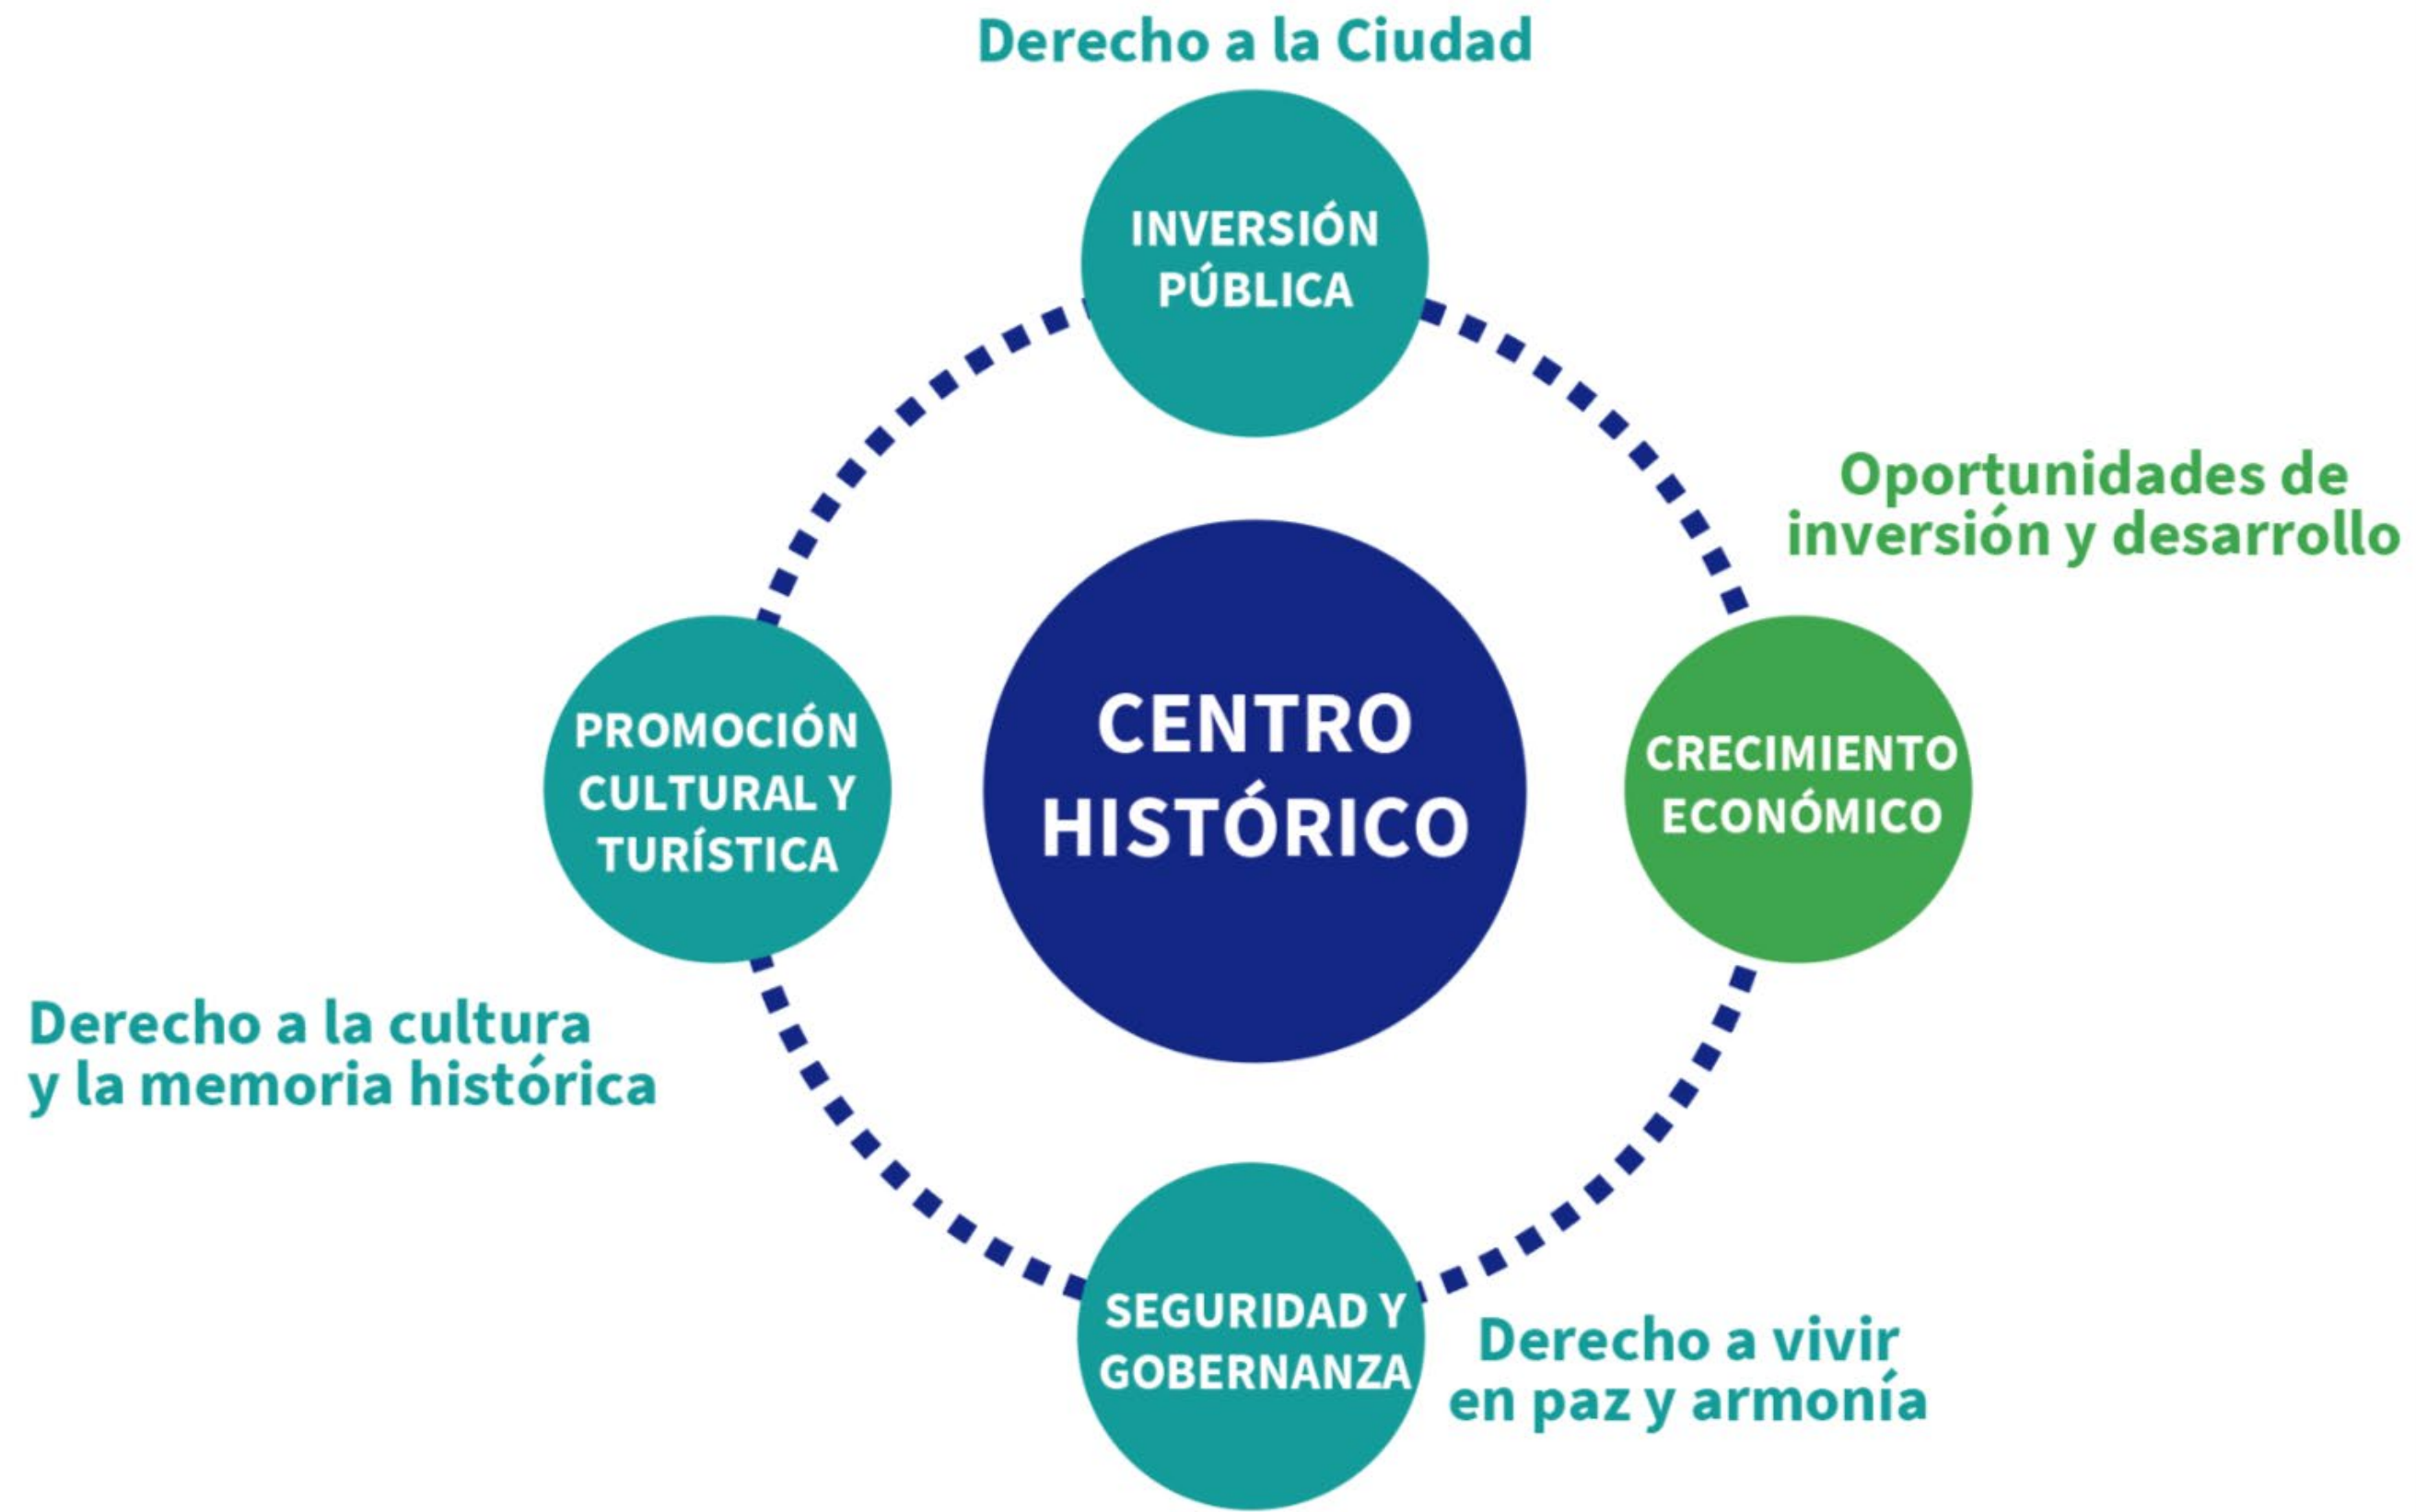 Derecho a la Ciudad
INVERSIÓN
PÚBLICA
Oportunidades de
inversión y desarrollo
CRECIMIENTO
ECONÓMICO
CENTRO
HISTÓRICO
PROMOCIÓN
CULTURAL Y
TURÍSTICA
Derecho a la cultura
y la memoria histórica
SEGURIDAD Y
GOBERNANZA
Derecho a vivir
en paz y armonía